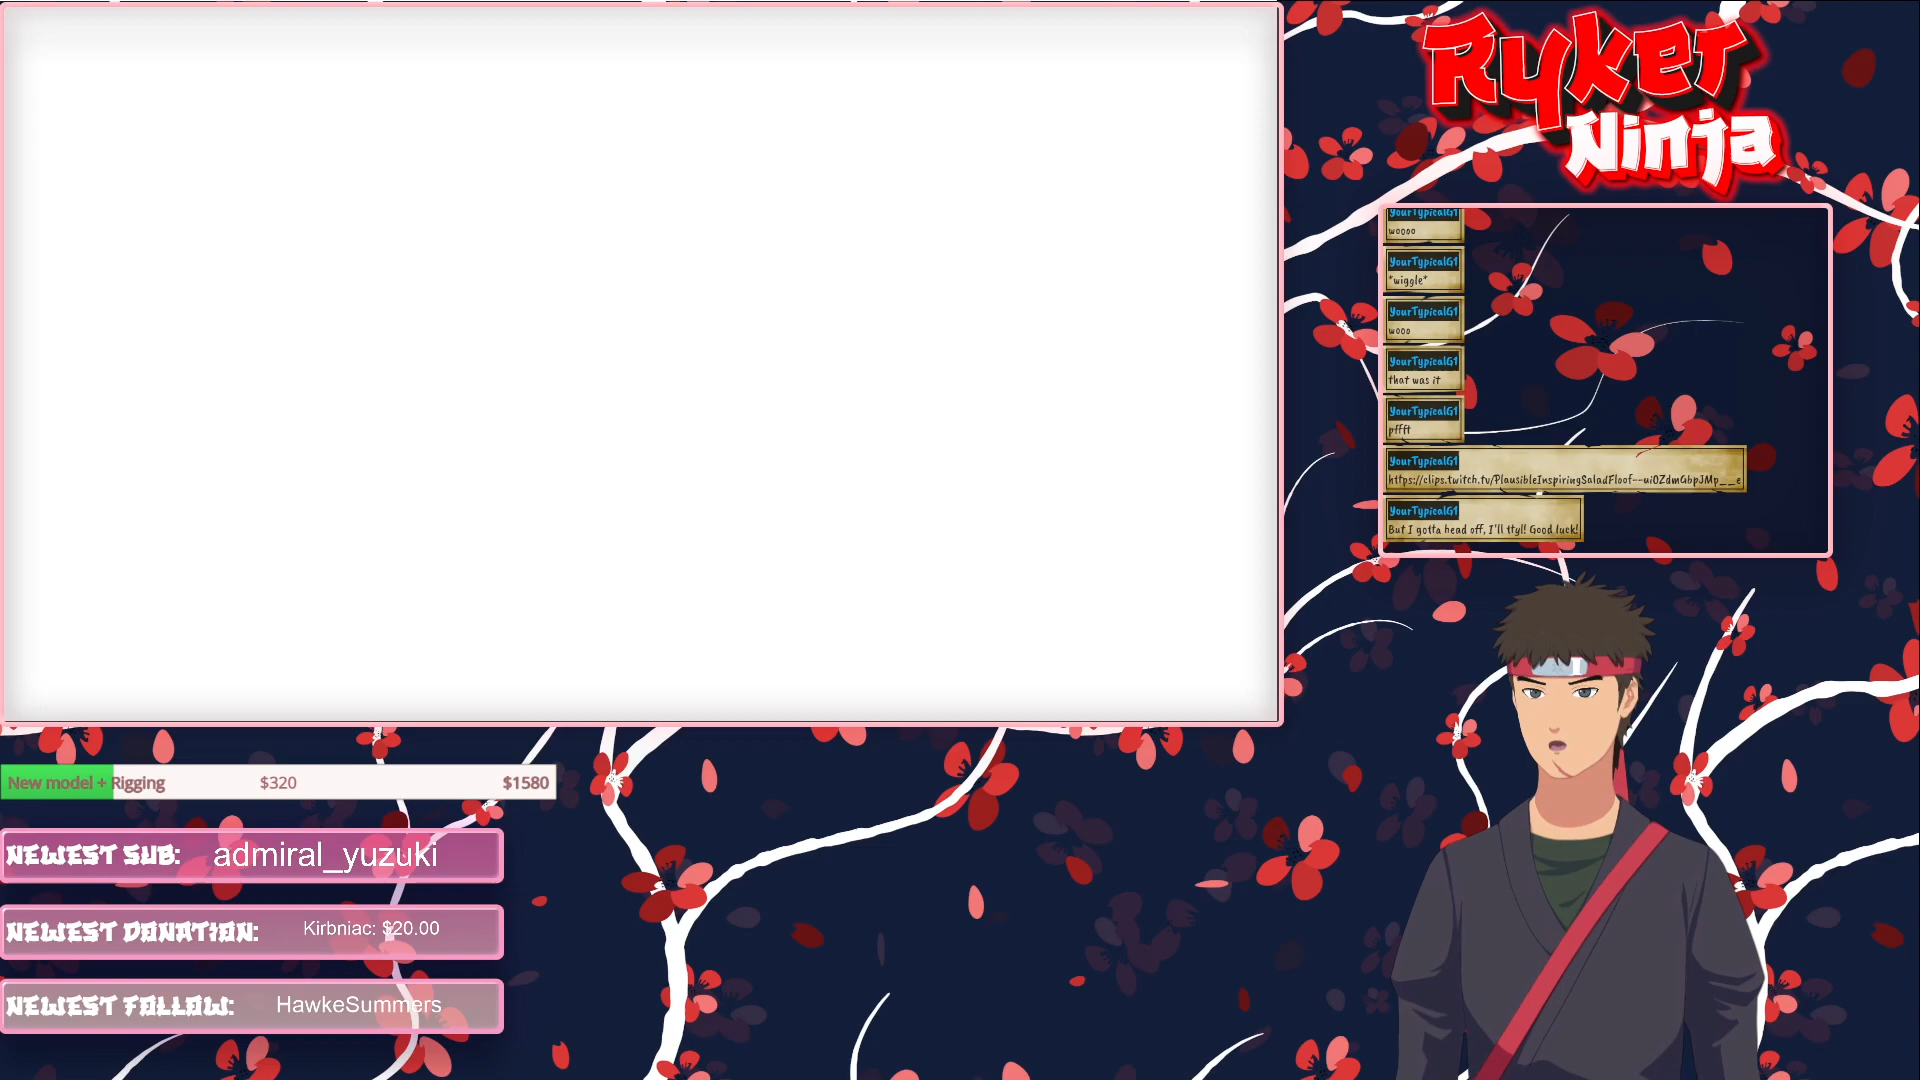 Ryker
Ninja
YourTypicalG1
woooo
YourTypicalG1
*wiggle*
YourTypicalG1
wooo
YourTypicalG1
that was it
YourTypicalG1
pffft
YourTypicalG1
https://clips.twitch.tv/PlausibleInspiringSaladFloof--uiOZdmGbpJMp__e
YourTypicalG1
But I gotta head off, I'll ttyl! Good luck!
New model + Rigging $320 $1580
NEWEST SUB: admiral_yuzuki
NEWEST DONATION: Kirbniac: $20.00
NEWEST FOLLOW: HawkeSummers